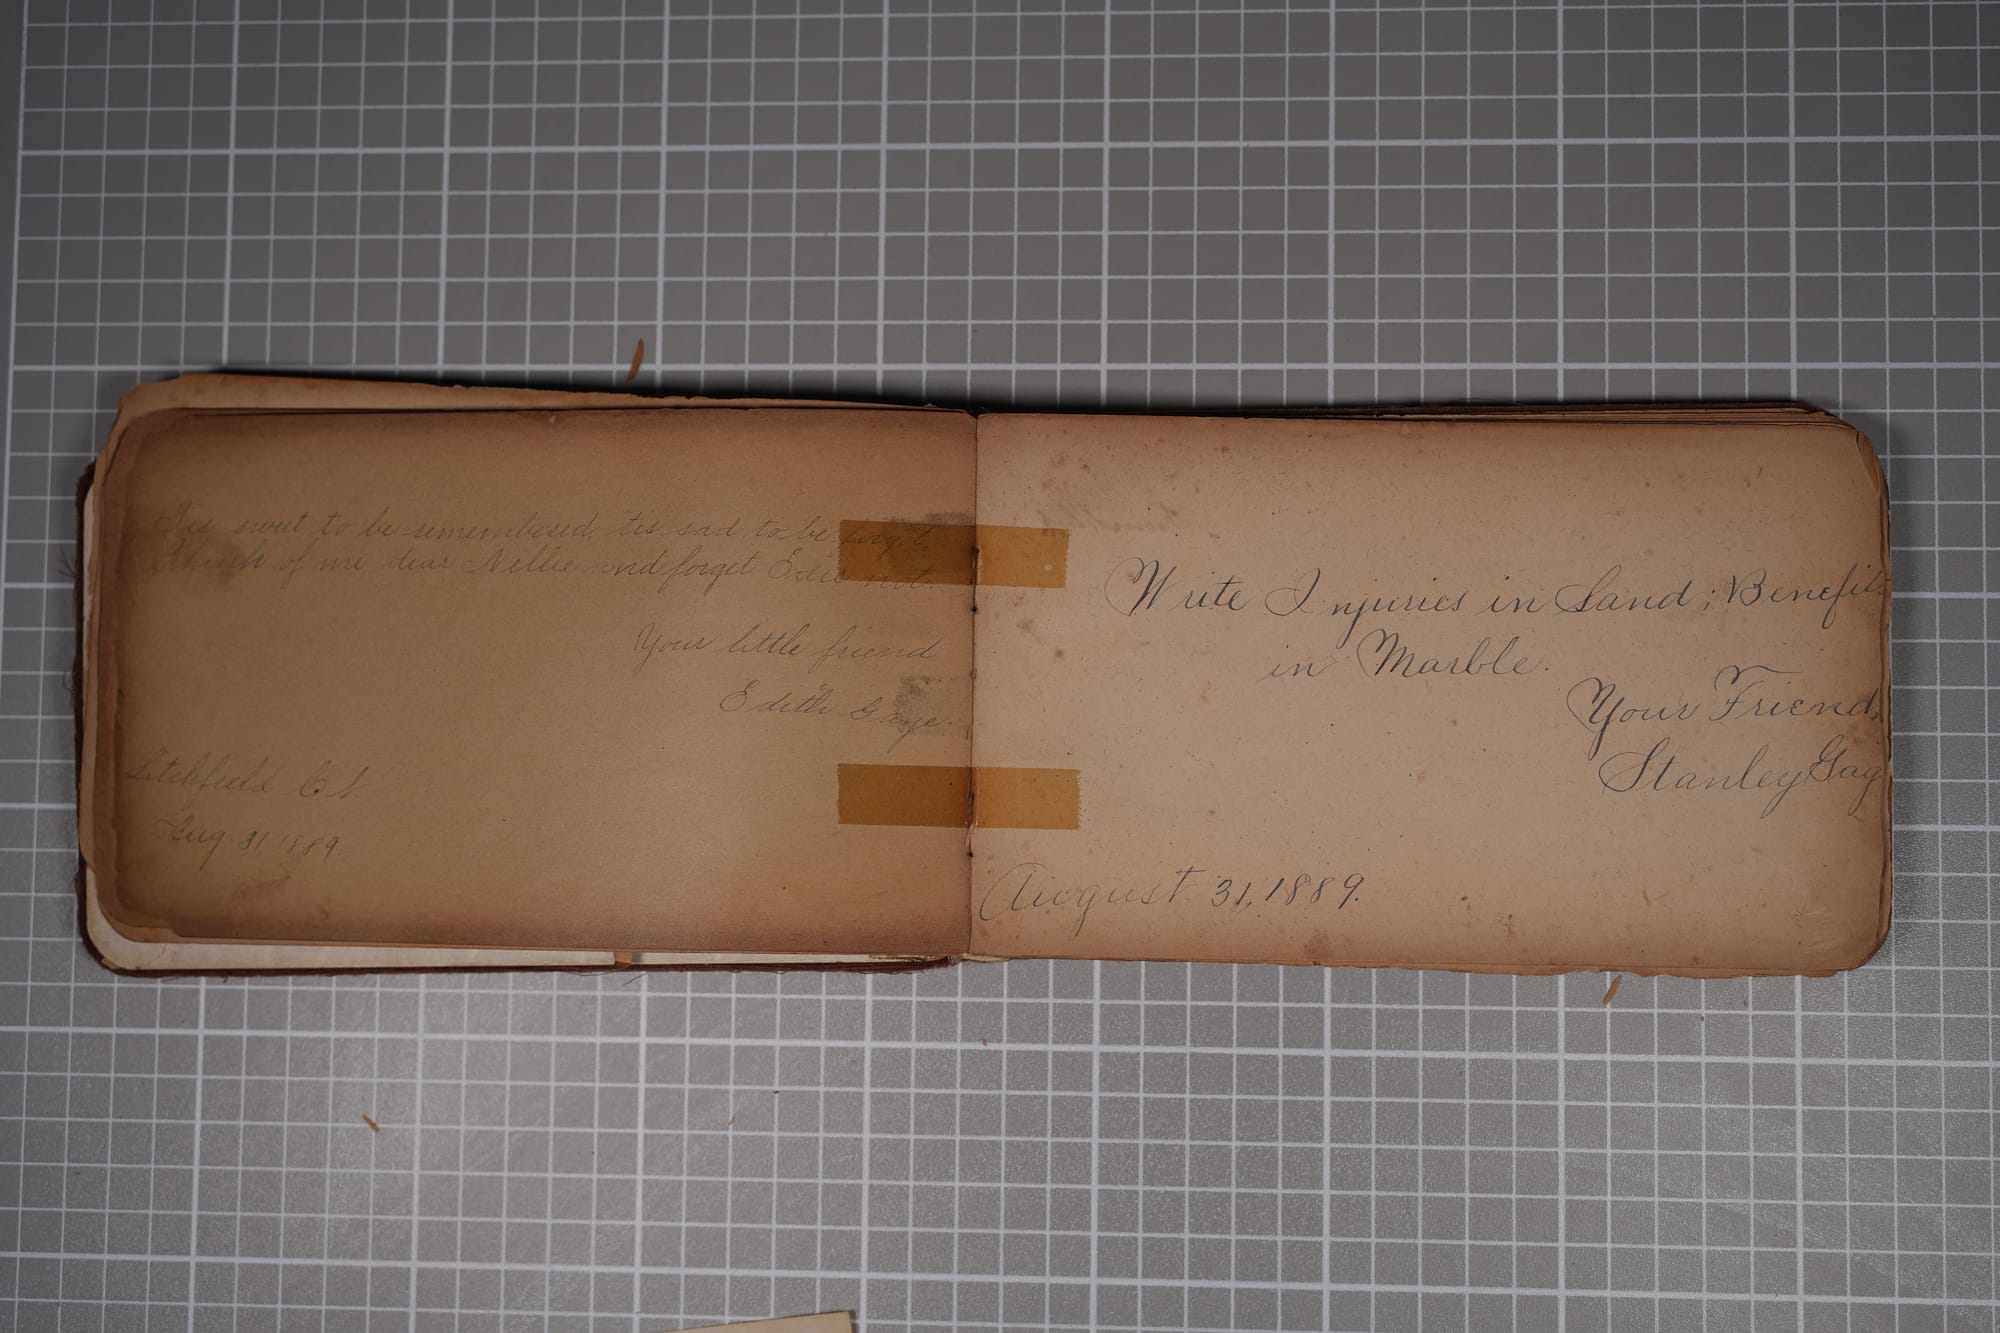 Tis sweet to be remembered, tis sad to be forgot.
Think of me dear Nellie and forget Edie not.
Your little friend
Edith Gage.
Litchfield Ct.
Aug. 31 1889
Write Injuries in Sand; Benefit
in Marble.
Your Friend,
Stanley Gag
August 31, 1889.